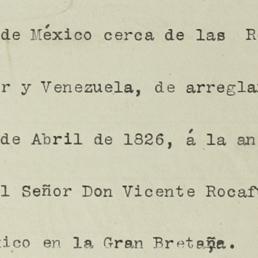 de México cerca de las R
r y Venezuela, de arregla
de Abril de 1826, á la an
l Señor Don Vicente Rocaf
xico en la Gran Bretaña.